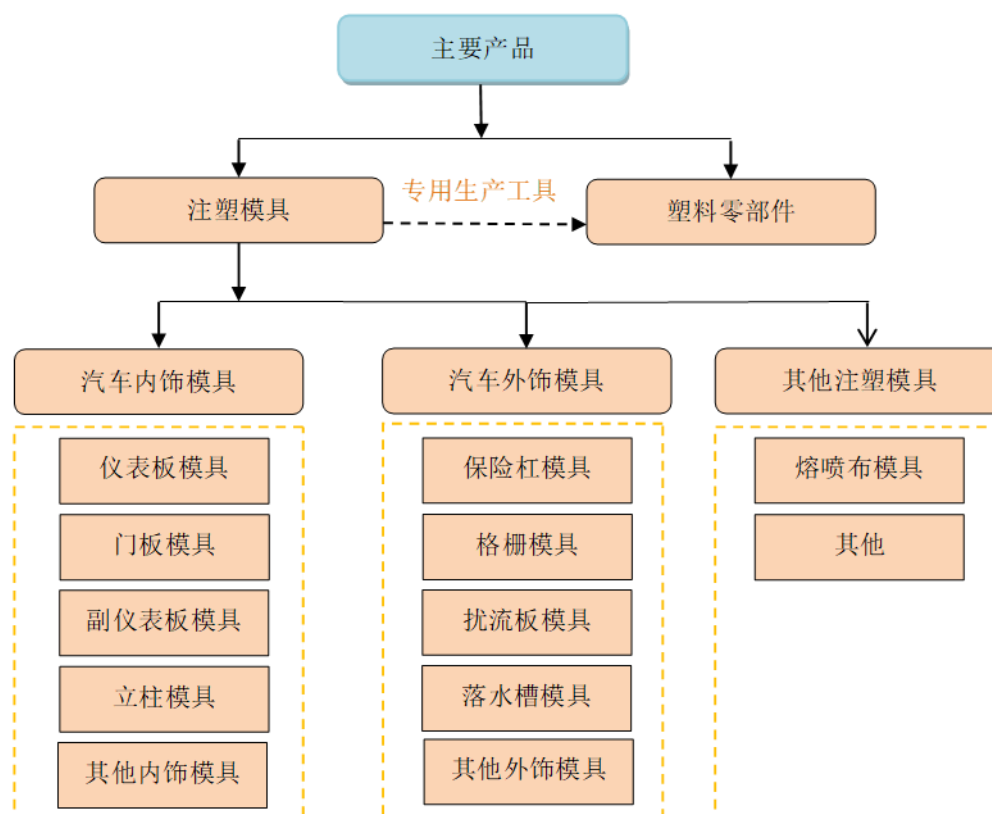 主要产品
注塑模具
专用生产工具
塑料零部件
汽车内饰模具
汽车外饰模具
其他注塑模具
仪表板模具
门板模具
副仪表板模具
立柱模具
其他内饰模具
保险杠模具
格栅模具
扰流板模具
落水槽模具
其他外饰模具
熔喷布模具
其他